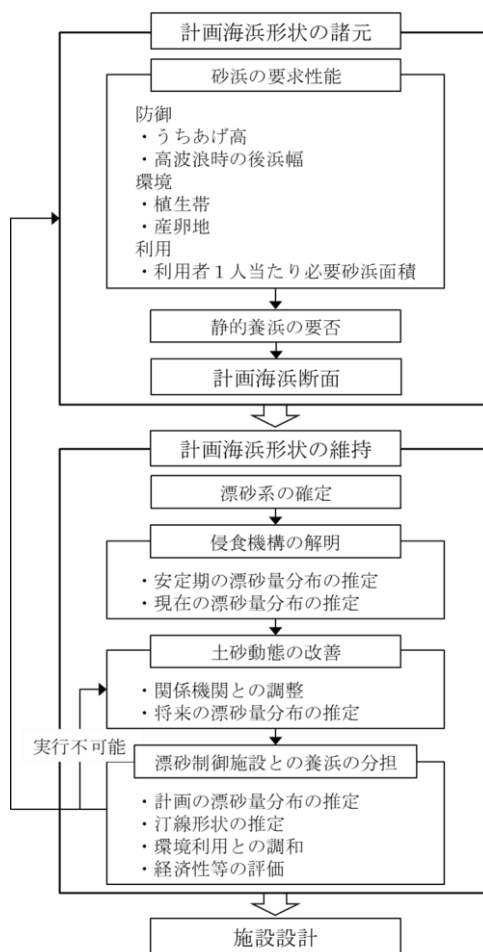 計画海浜形状の諸元
砂浜の要求性能
防御
・うちあげ高
・高波浪時の後浜幅
環境
・植生帯
・産卵地
利用
・利用者１人当たり必要砂浜面積
静的養浜の要否
計画海浜断面
計画海浜形状の維持
漂砂系の確定
侵食機構の解明
・安定期の漂砂量分布の推定
・現在の漂砂量分布の推定
土砂動態の改善
・関係機関との調整
・将来の漂砂量分布の推定
実行不可能
漂砂制御施設との養浜の分担
・計画の漂砂量分布の推定
・汀線形状の推定
・環境利用との調和
・経済性等の評価
施設設計